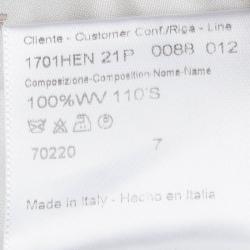 Cliente - Customer Conf./Riga - Line
1701HEN 21P 0088 012
Composizione-Composition-Nome-Name
100%WV 110'S
70220 7
Made in Italy - Hecho en Italia